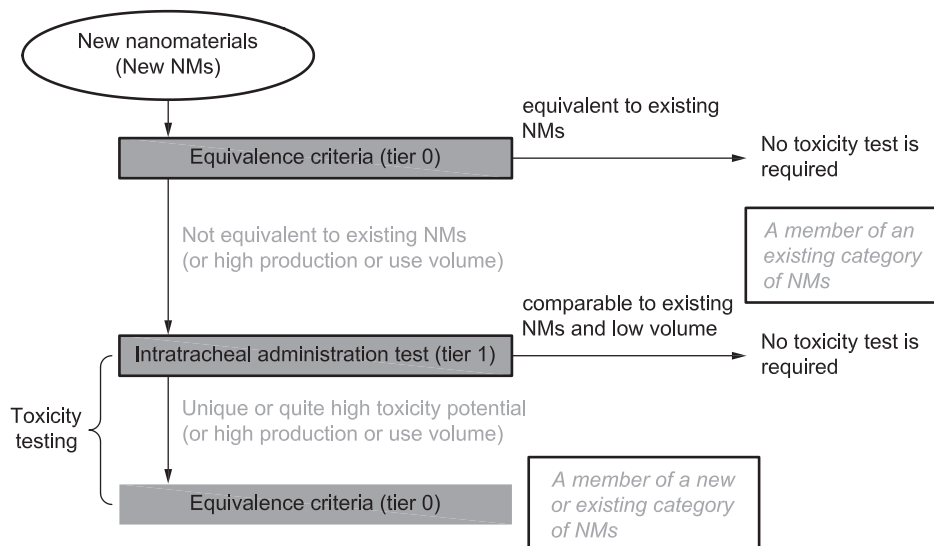 New nanomaterials
(New NMs)
equivalent to existing
NMs
Equivalence criteria (tier 0)
No toxicity test is
required
Not equivalent to existing NMs
(or high production or use volume)
A member of an
existing category
of NMs
comparable to existing
NMs and low volume
Intratracheal administration test (tier 1)
No toxicity test is
required
Toxicity
testing
Unique or quite high toxicity potential
(or high production or use volume)
Equivalence criteria (tier 0)
A member of a new
or existing category
of NMs